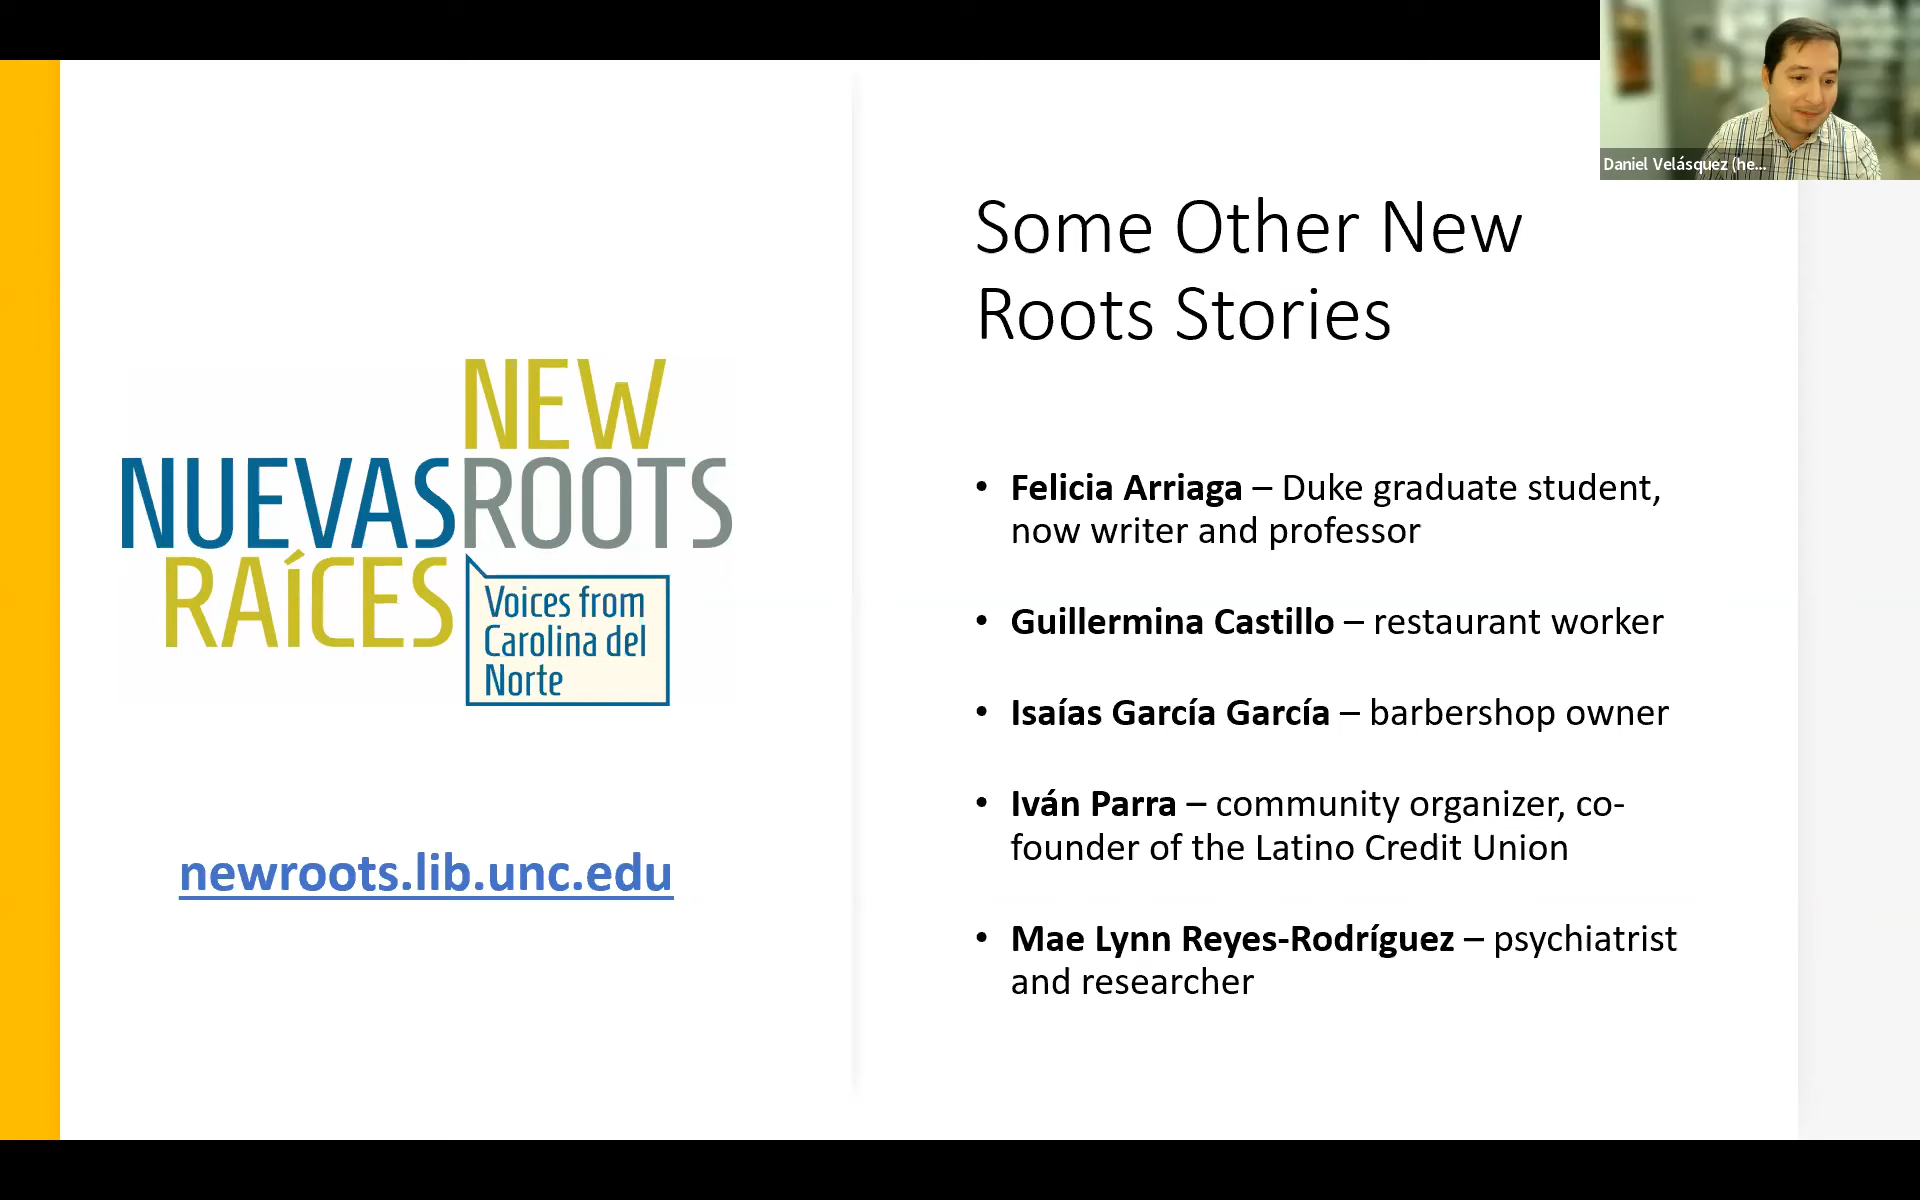 Daniel Velásquez (he...
Some Other New
Roots Stories
NEW
NUEVAS ROOTS
RAÍCES
Voices from
Carolina del
Norte
newroots.lib.unc.edu
• Felicia Arriaga – Duke graduate student,
now writer and professor
• Guillermina Castillo – restaurant worker
• Isaías García García – barbershop owner
• Iván Parra – community organizer, co-
founder of the Latino Credit Union
• Mae Lynn Reyes-Rodríguez – psychiatrist
and researcher